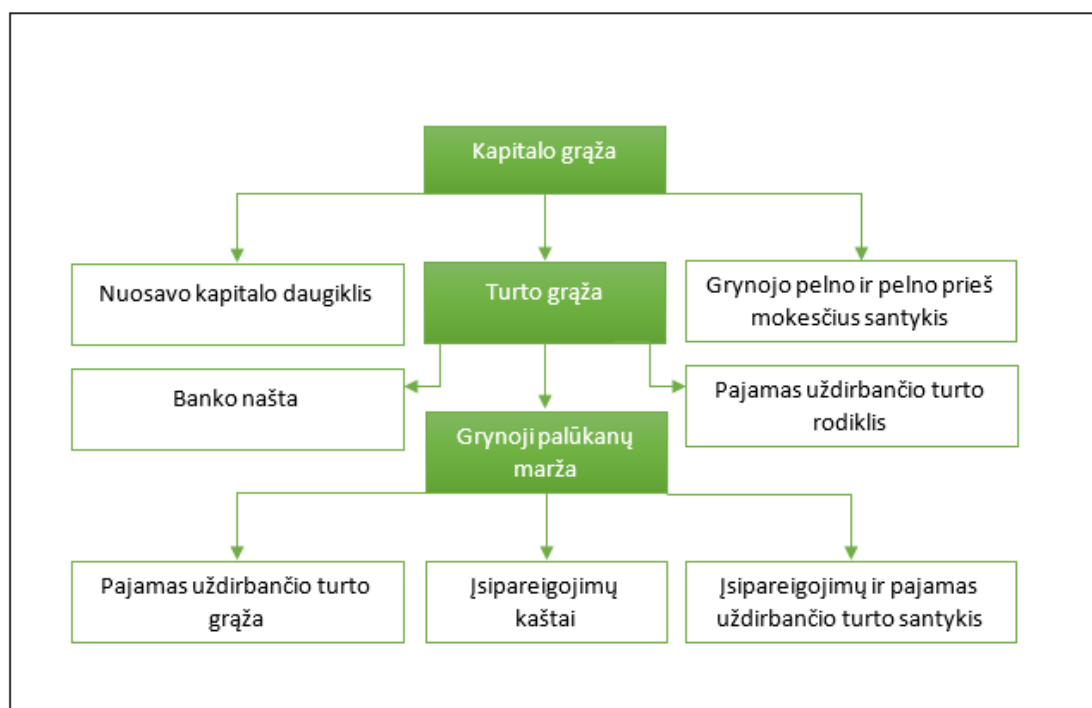 Kapitalo grąža
Nuosavo kapitalo daugiklis
Turto grąža
Grynojo pelno ir pelno prieš
mokesčius santykis
Banko našta
Pajamas uždirbančio turto
rodiklis
Grynoji palūkanų
marža
Pajamas uždirbančio turto
grąža
Įsipareigojimų
kaštai
Įsipareigojimų ir pajamas
uždirbančio turto santykis